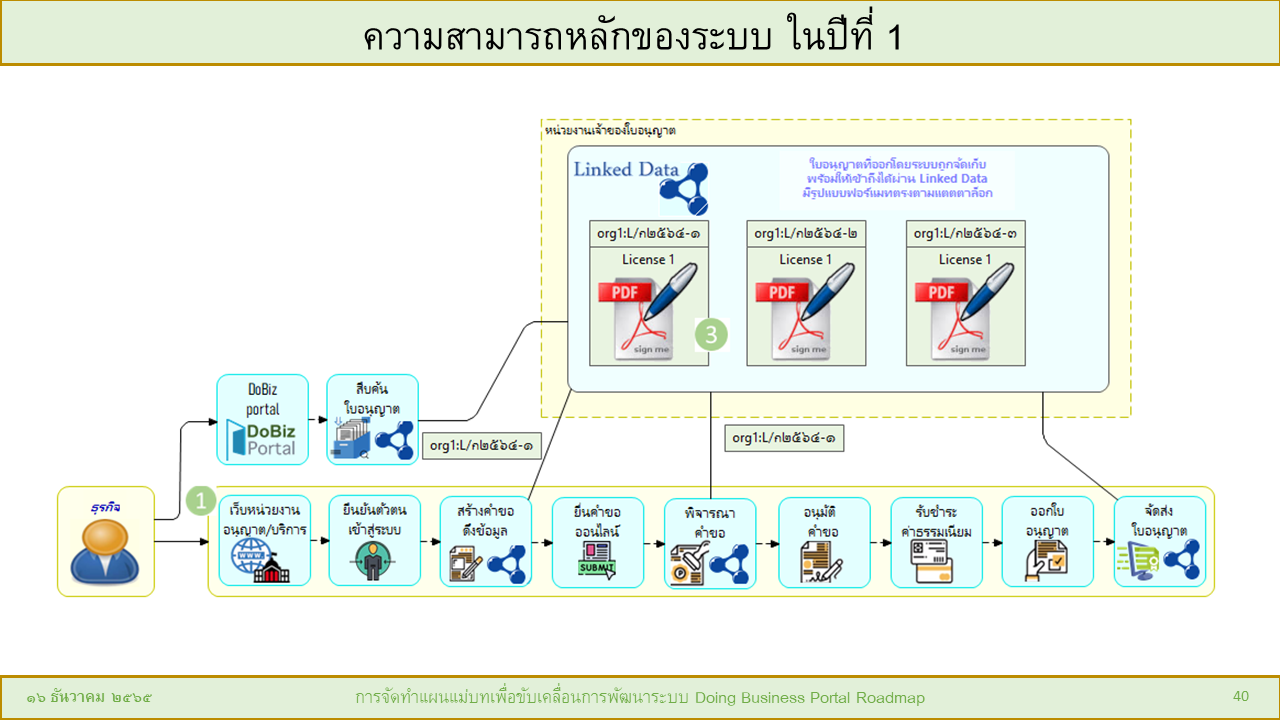 ความสามารถหลักของระบบ ในปีที่ 1
หน่วยงานเจ้าของใบอนุญาต
Linked Data
ใบอนุญาตที่ออกโดยระบบถูกจัดเก็บ
พร้อมให้เข้าถึงได้ผ่าน Linked Data
มีรูปแบบฟอร์แมทตรงตามแตตตาล็อก
org1:L/ก๒๕๖๔-๑
License 1
PDF
sign me
org1:L/ก๒๕๖๔-๒
License 1
PDF
sign me
org1:L/ก๒๕๖๔-๓
License 1
PDF
sign me
3
DoBiz
portal
DoBiz
Portal
สืบค้น
ใบอนุญาต
org1:L/ก๒๕๖๔-๑
org1:L/ก๒๕๖๔-๑
ธุรกิจ
1
เว็บหน่วยงาน
อนุญาต/บริการ
WWW
ยืนยันตัวตน
เข้าสู่ระบบ
สร้างคำขอ
ดึงข้อมูล
ยื่นคำขอ
ออนไลน์
SUBMIT
พิจารณา
คำขอ
อนุมัติ
คำขอ
รับชำระ
ค่าธรรมเนียม
ออกใบ
อนุญาต
จัดส่ง
ใบอนุญาต
๑๖ ธันวาคม ๒๕๖๕
การจัดทำแผนแม่บทเพื่อขับเคลื่อนการพัฒนาระบบ Doing Business Portal Roadmap
40